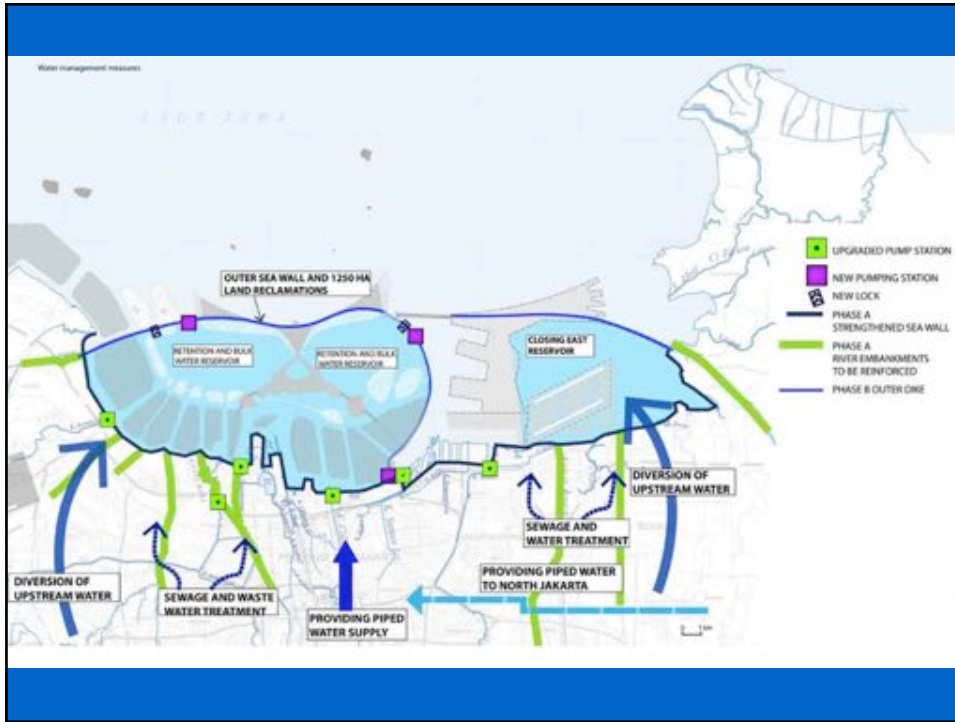 Water management measures
OUTER SEA WALL AND 1250 HA
LAND RECLAMATIONS
RETENTION AND BULK
WATER RESERVOIR
RETENTION AND BULK
WATER RESERVOIR
CLOSING EAST
RESERVOIR
UPGRADED PUMP STATION
NEW PUMPING STATION
NEW LOCK
PHASE A
STRENGTHENED SEA WALL
PHASE A
RIVER EMBANKMENTS
TO BE REINFORCED
PHASE B OUTER DIKE
DIVERSION OF
UPSTREAM WATER
SEWAGE AND WASTE
WATER TREATMENT
PROVIDING PIPED
WATER SUPPLY
SEWAGE AND
WATER TREATMENT
PROVIDING PIPED WATER
TO NORTH JAKARTA
DIVERSION OF
UPSTREAM WATER